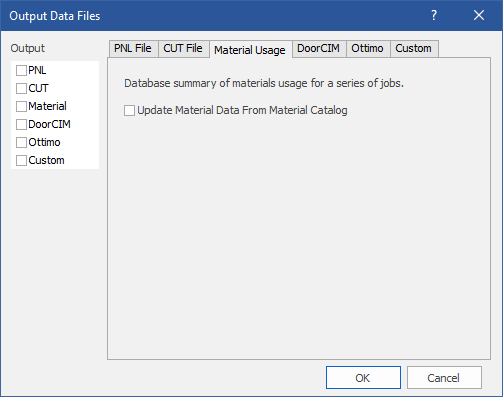 Output Data Files
?
Output
PNL
CUT
Material
DoorCIM
Ottimo
Custom
PNL File
CUT File
Material Usage
DoorCIM
Ottimo
Custom
Database summary of materials usage for a series of jobs.
Update Material Data From Material Catalog
OK
Cancel